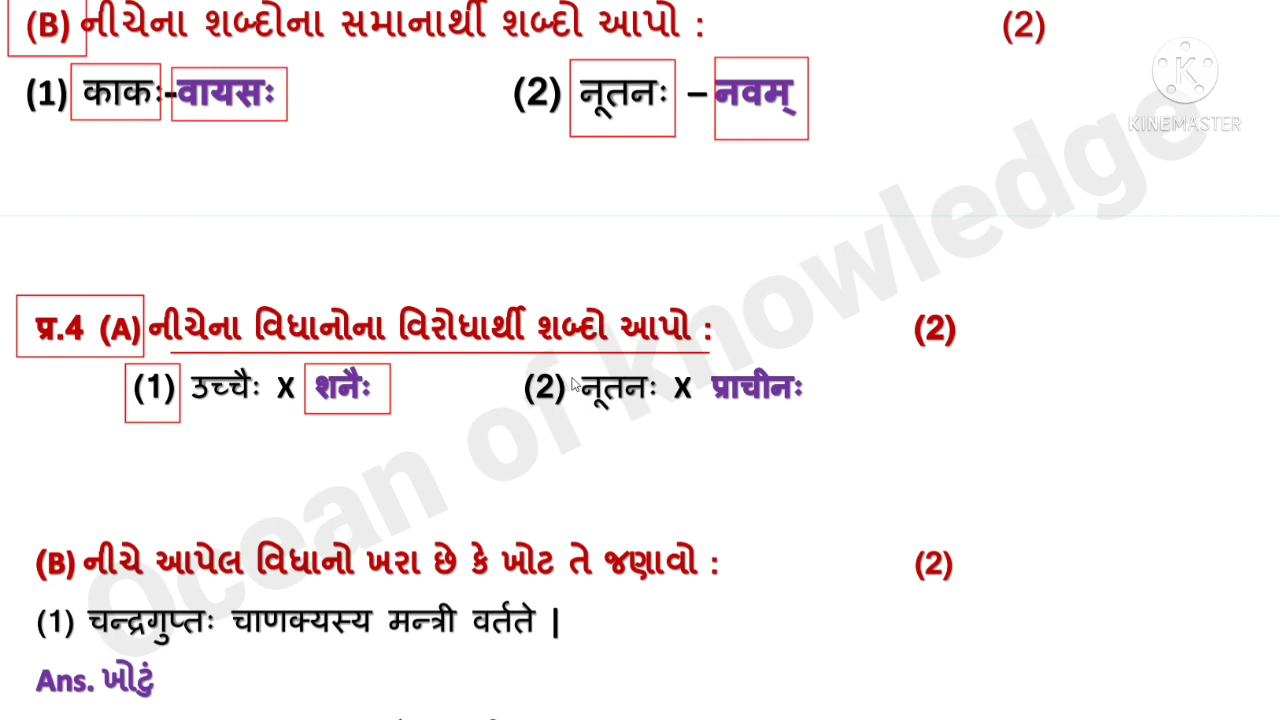 (B) નીચેના શબ્દોના સમાનાર્થી શબ્દો આપો : (2)
(1) काकः-वायसः (2) नूतनः – नवम्
KINEMASTER
Ocean of knowledge
प्र.4 (A) નીચેના વિધાનોના વિરોધાર્થી શબ્દો આપો : (2)
(1) उच्चैः X शनैः (2) नूतनः X प्राचीनः
(B) નીચે આપેલ વિધાનો ખરા છે કે ખોટ તે જણાવો : (2)
(1) चन्द्रगुप्तः चाणक्यस्य मन्त्री वर्तते |
Ans. ખોટું